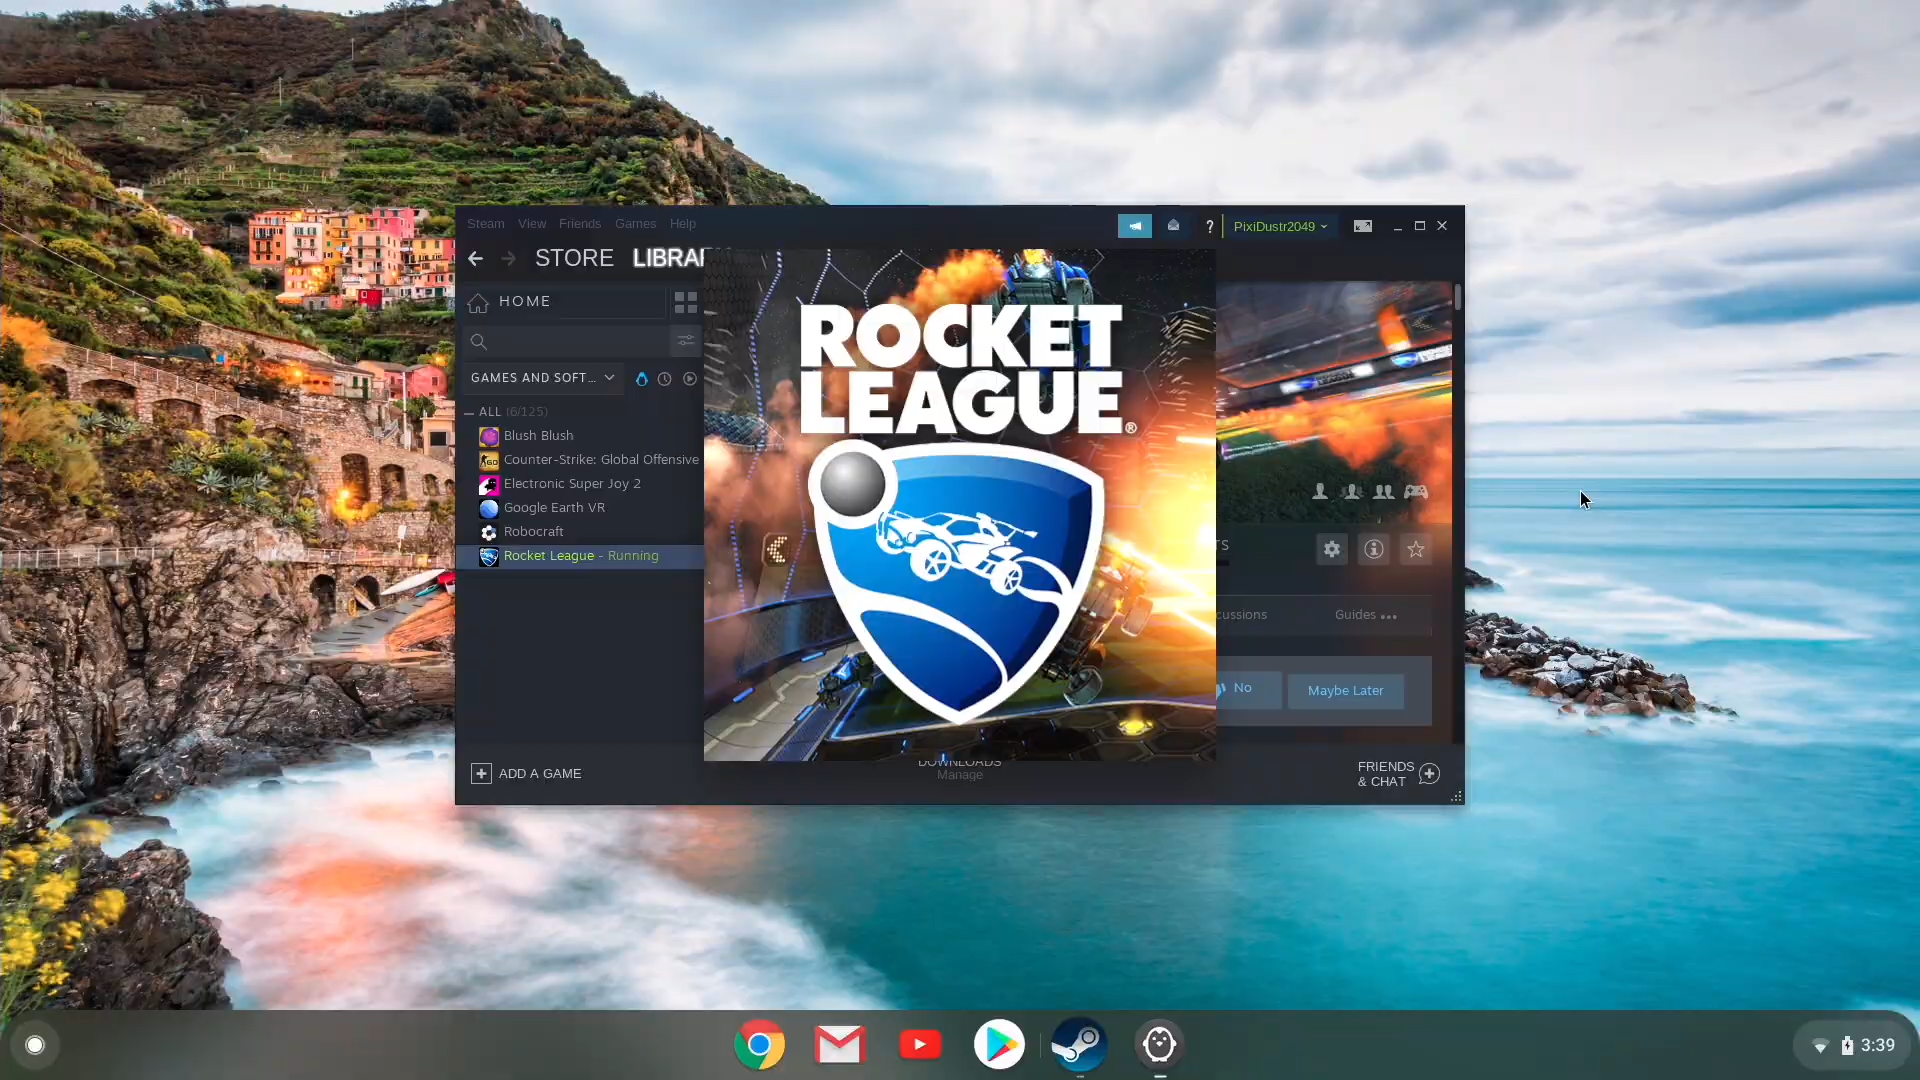 Steam View Friends Games Help
? PixiDustr2049
STORE LIBRAR
HOME
GAMES AND SOFT...
ALL (6/125)
Blush Blush
Counter-Strike: Global Offensive
Electronic Super Joy 2
Google Earth VR
Robocraft
Rocket League - Running
ROCKET
LEAGUE®
TS
cussions Guides •••
No Maybe Later
ADD A GAME
DOWNLOADS
Manage
FRIENDS
& CHAT
3:39